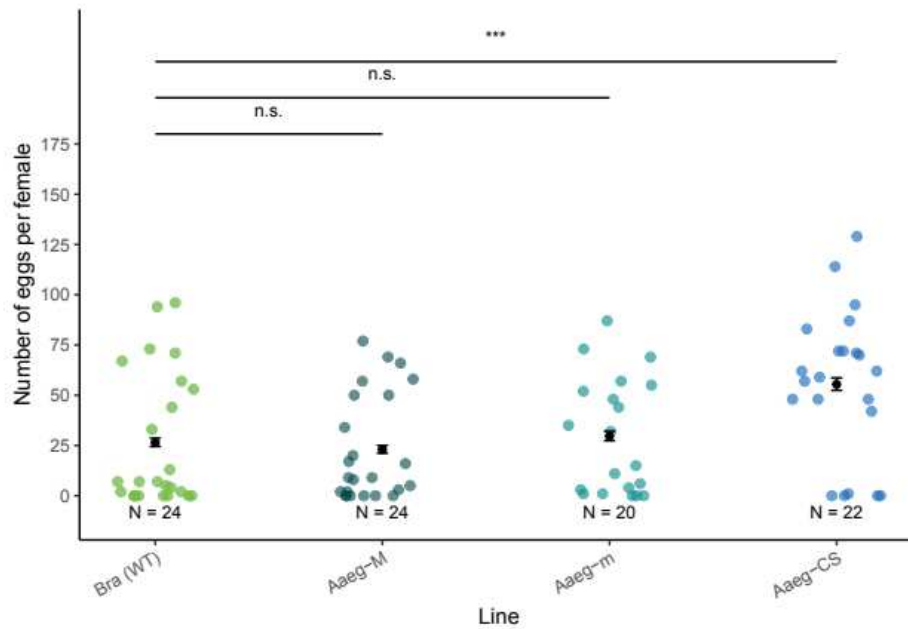 ***
n.s.
n.s.
175
150
125
100
75
50
25
0
Number of eggs per female
N = 24
N = 24
N = 20
N = 22
Bra (WT)
Aaeg−M
Aaeg−m
Aaeg−CS
Line